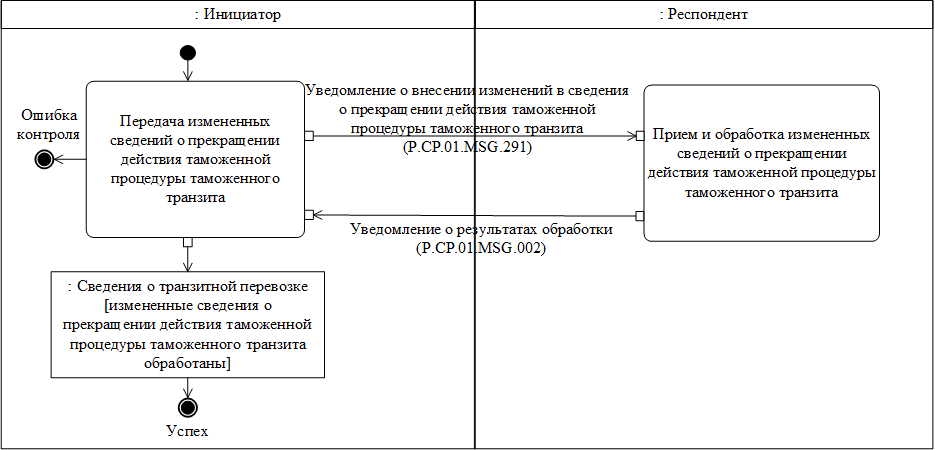 : Инициатор
: Респондент
Ошибка
контроля
Передача измененных
сведений о прекращении
действия таможенной
процедуры таможенного
транзита
Уведомление о внесении изменений в сведения
о прекращении действия таможенной
процедуры таможенного транзита
(P.CP.01.MSG.291)
Прием и обработка измененных
сведений о прекращении
действия таможенной процедуры
таможенного транзита
Уведомление о результатах обработки
(P.CP.01.MSG.002)
: Сведения о транзитной перевозке
[измененные сведения о
прекращении действия таможенной
процедуры таможенного транзита
обработаны]
Успех